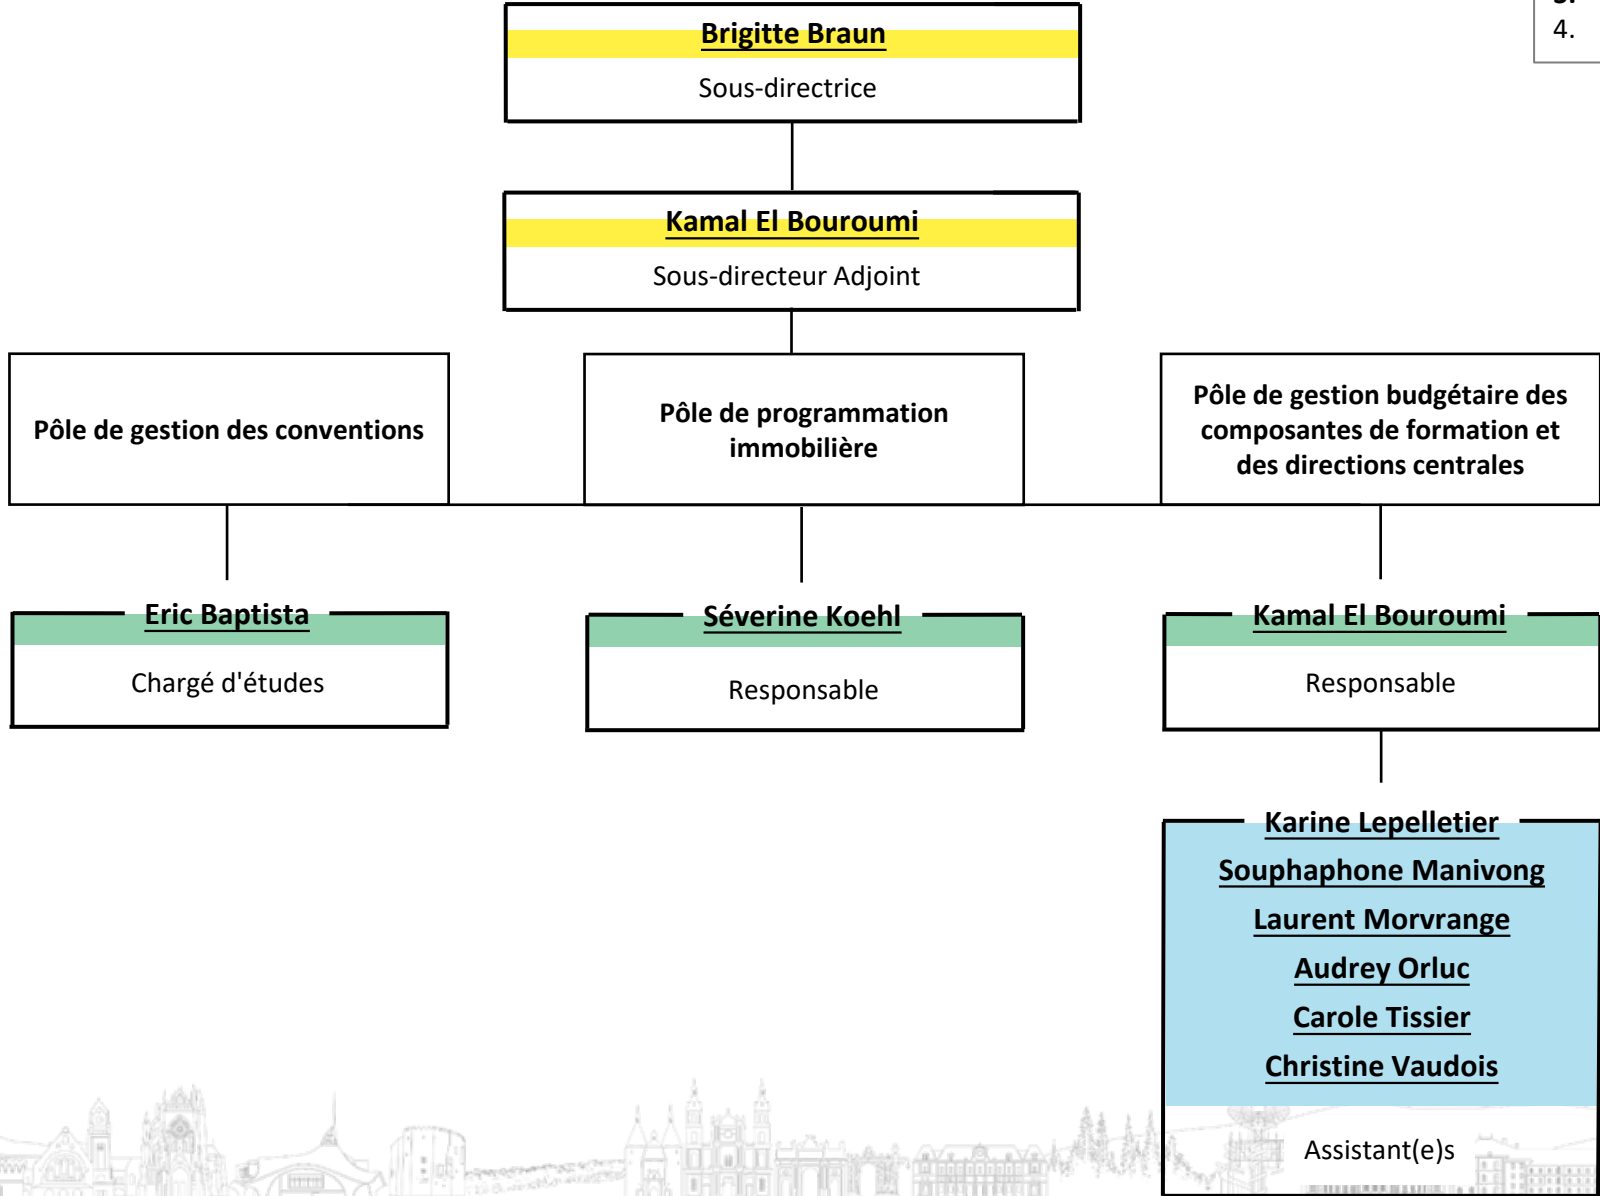 4.
Brigitte Braun
Sous-directrice
Kamal El Bouroumi
Sous-directeur Adjoint
Pôle de gestion des conventions
Pôle de programmation
immobilière
Pôle de gestion budgétaire des
composantes de formation et
des directions centrales
Eric Baptista
Chargé d'études
Séverine Koehl
Responsable
Kamal El Bouroumi
Responsable
Karine Lepelletier
Souphaphone Manivong
Laurent Morvrange
Audrey Orluc
Carole Tissier
Christine Vaudois
Assistant(e)s